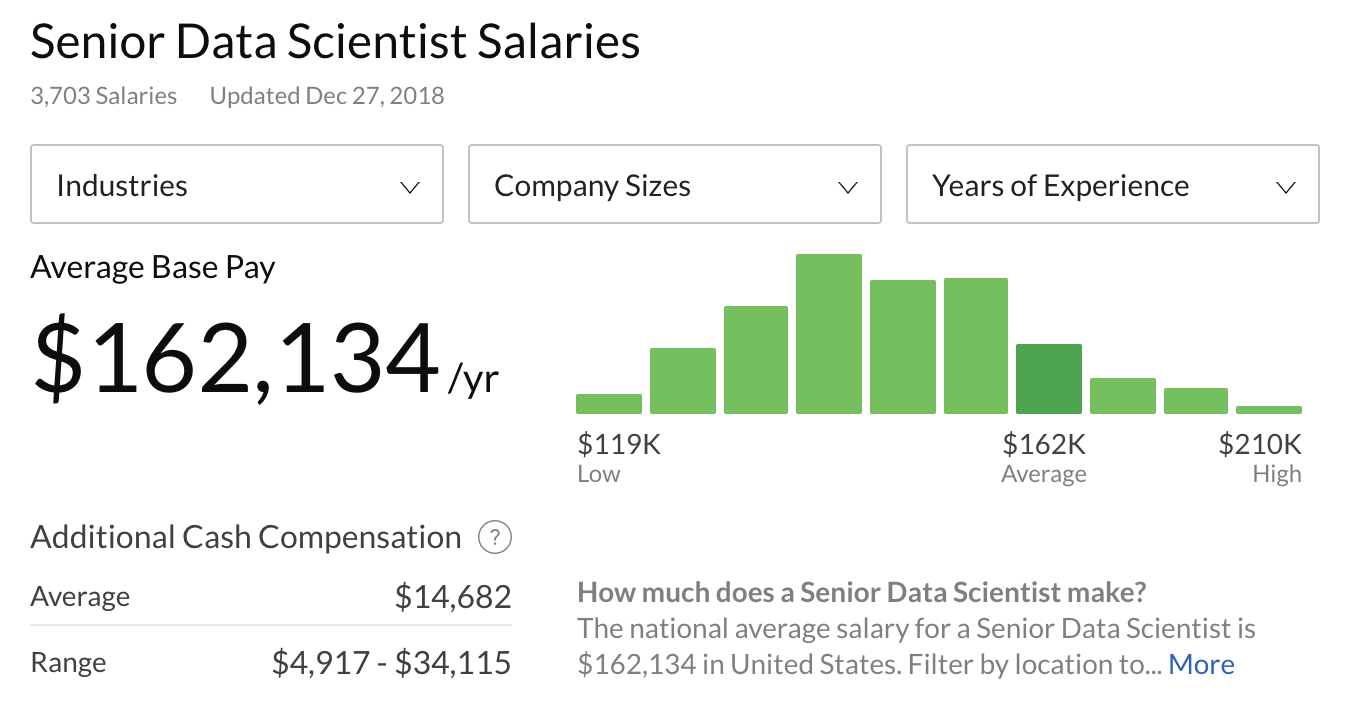 Senior Data Scientist Salaries
3,703 Salaries Updated Dec 27, 2018
Industries
Company Sizes
Years of Experience
Average Base Pay
$162,134 /yr
$119K
Low
$162K
Average
$210K
High
Additional Cash Compensation ?
Average $14,682
Range $4,917 - $34,115
How much does a Senior Data Scientist make?
The national average salary for a Senior Data Scientist is
$162,134 in United States. Filter by location to... More